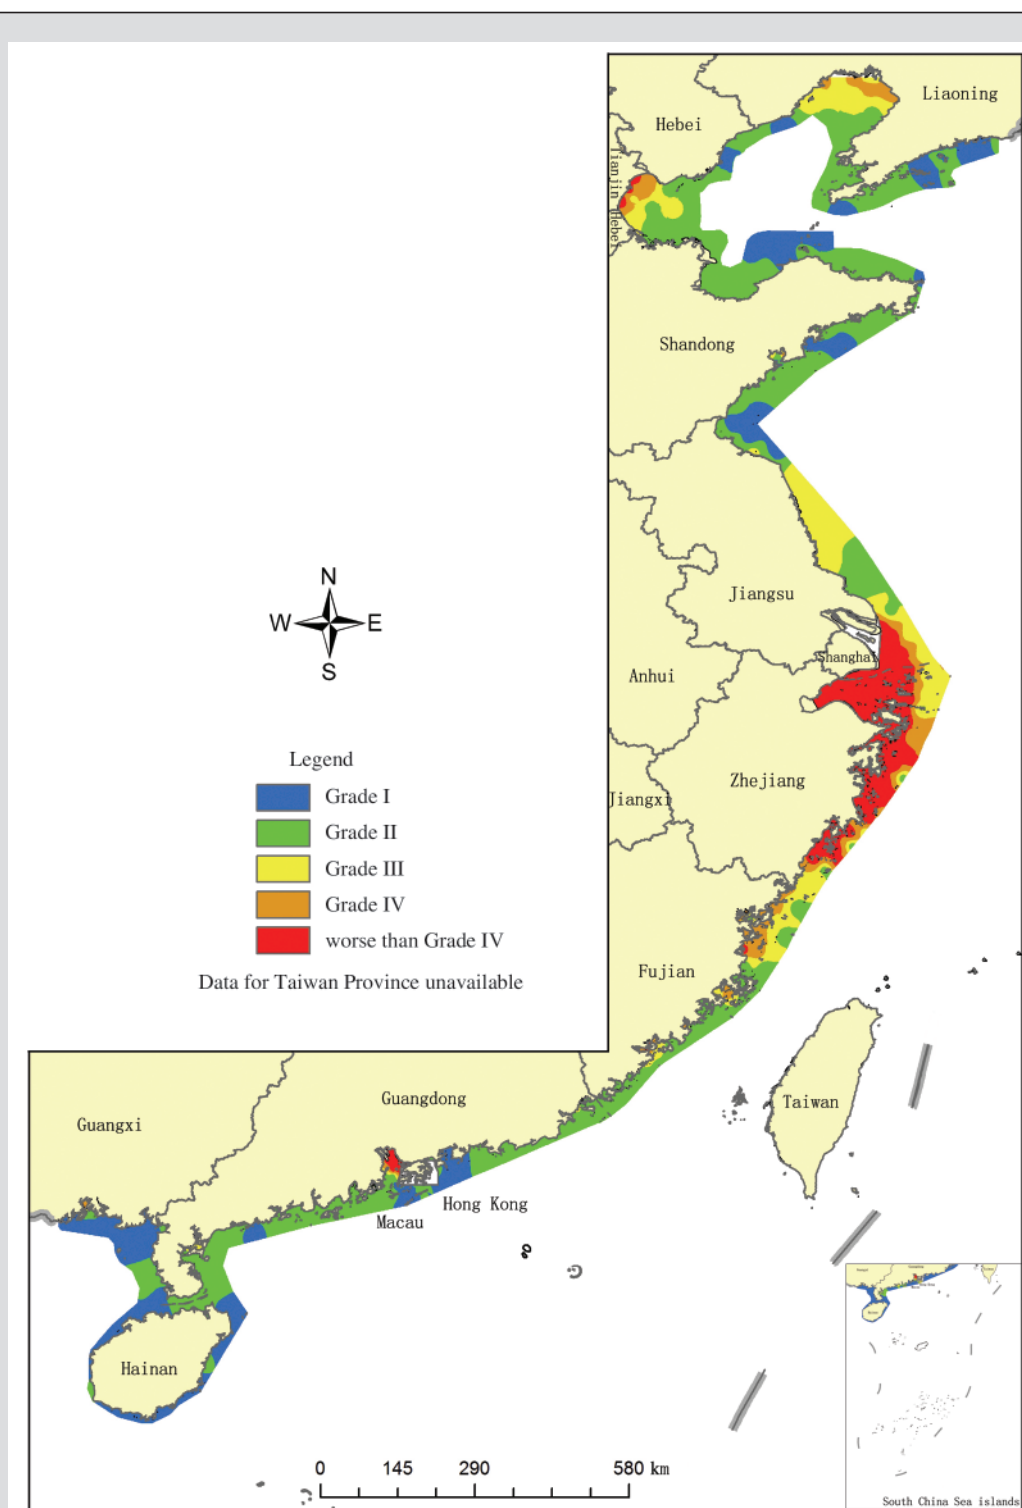 Liaoning
Hebei
Tianjin
Hebei
Shandong
Jiangsu
Shanghai
Anhui
Zhejiang
Jiangxi
Fujian
N
W E
S
Legend
Grade I
Grade II
Grade III
Grade IV
worse than Grade IV
Data for Taiwan Province unavailable
Guangdong
Guangxi
Taiwan
Hong Kong
Macau
Hainan
0 145 290 580 km
South China Sea islands